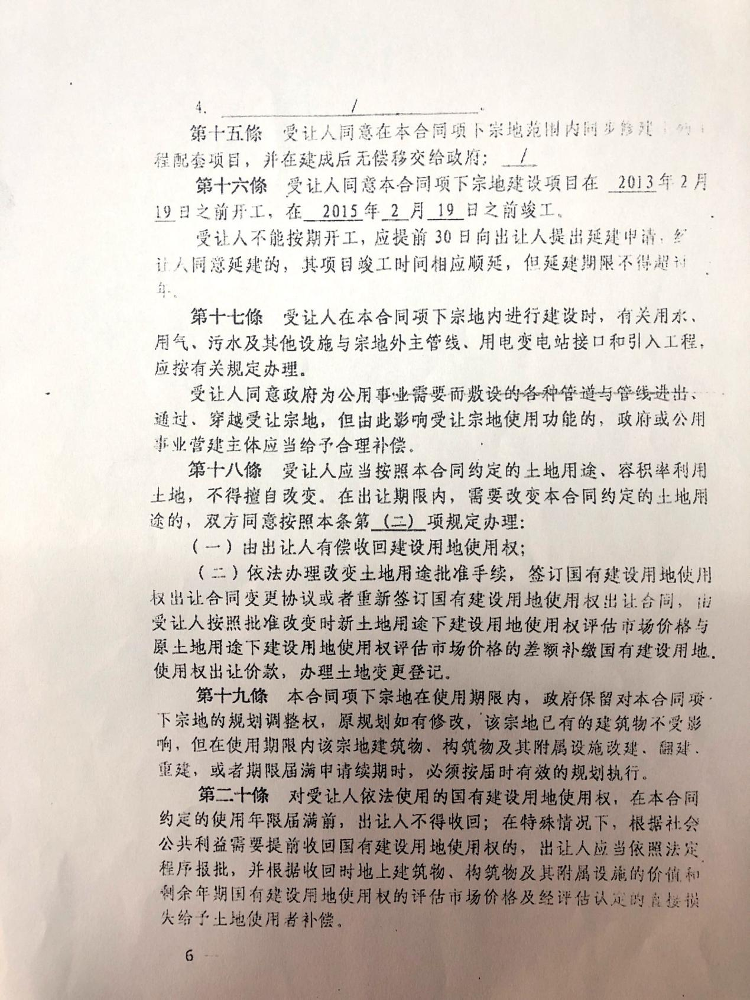 4. /。
第十五條 受让人同意在本合同项下宗地范围内同步修建
程配套项目，并在建成后无偿移交给政府： /
第十六條 受让人同意本合同项下宗地建设项目在 2013年2月
19日之前开工，在 2015年 2 月 19 日之前竣工。
受让人不能按期开工，应提前30日向出让人提出延建申请，经
让人同意延建的，其项目竣工时间相应顺延，但延建期限不得超过
年。
第十七條 受让人在本合同项下宗地内进行建设时，有关用水、
用气、污水及其他设施与宗地外主管线、用电变电站接口和引入工程，
应按有关规定办理。
受让人同意政府为公用事业需要而敷设的各种管道与管线进出、
通过、穿越受让宗地，但由此影响受让宗地使用功能的，政府或公用
事业营建主体应当给予合理补偿。
第十八條 受让人应当按照本合同约定的土地用途、容积率利用
土地，不得擅自改变。在出让期限内，需要改变本合同约定的土地用
途的，双方同意按照本条第（二）项规定办理：
（一）由出让人有偿收回建设用地使用权；
（二）依法办理改变土地用途批准手续，签订国有建设用地使用
权出让合同变更协议或者重新签订国有建设用地使用权出让合同，由
受让人按照批准改变时新土地用途下建设用地使用权评估市场价格与
原土地用途下建设用地使用权评估市场价格的差额补缴国有建设用地
使用权出让价款，办理土地变更登记。
第十九條 本合同项下宗地在使用期限内，政府保留对本合同项
下宗地的规划调整权，原规划如有修改，该宗地已有的建筑物不受影
响，但在使用期限内该宗地建筑物、构筑物及其附属设施改建、翻建、
重建，或者期限届满申请续期时，必须按届时有效的规划执行。
第二十條 对受让人依法使用的国有建设用地使用权，在本合同
约定的使用年限届满前，出让人不得收回；在特殊情况下，根据社会
公共利益需要提前收回国有建设用地使用权的，出让人应当依照法定
程序报批，并根据收回时地上建筑物、构筑物及其附属设施的价值和
剩余年期国有建设用地使用权的评估市场价格及经评估认定的直接损
失给予土地使用者补偿。
6